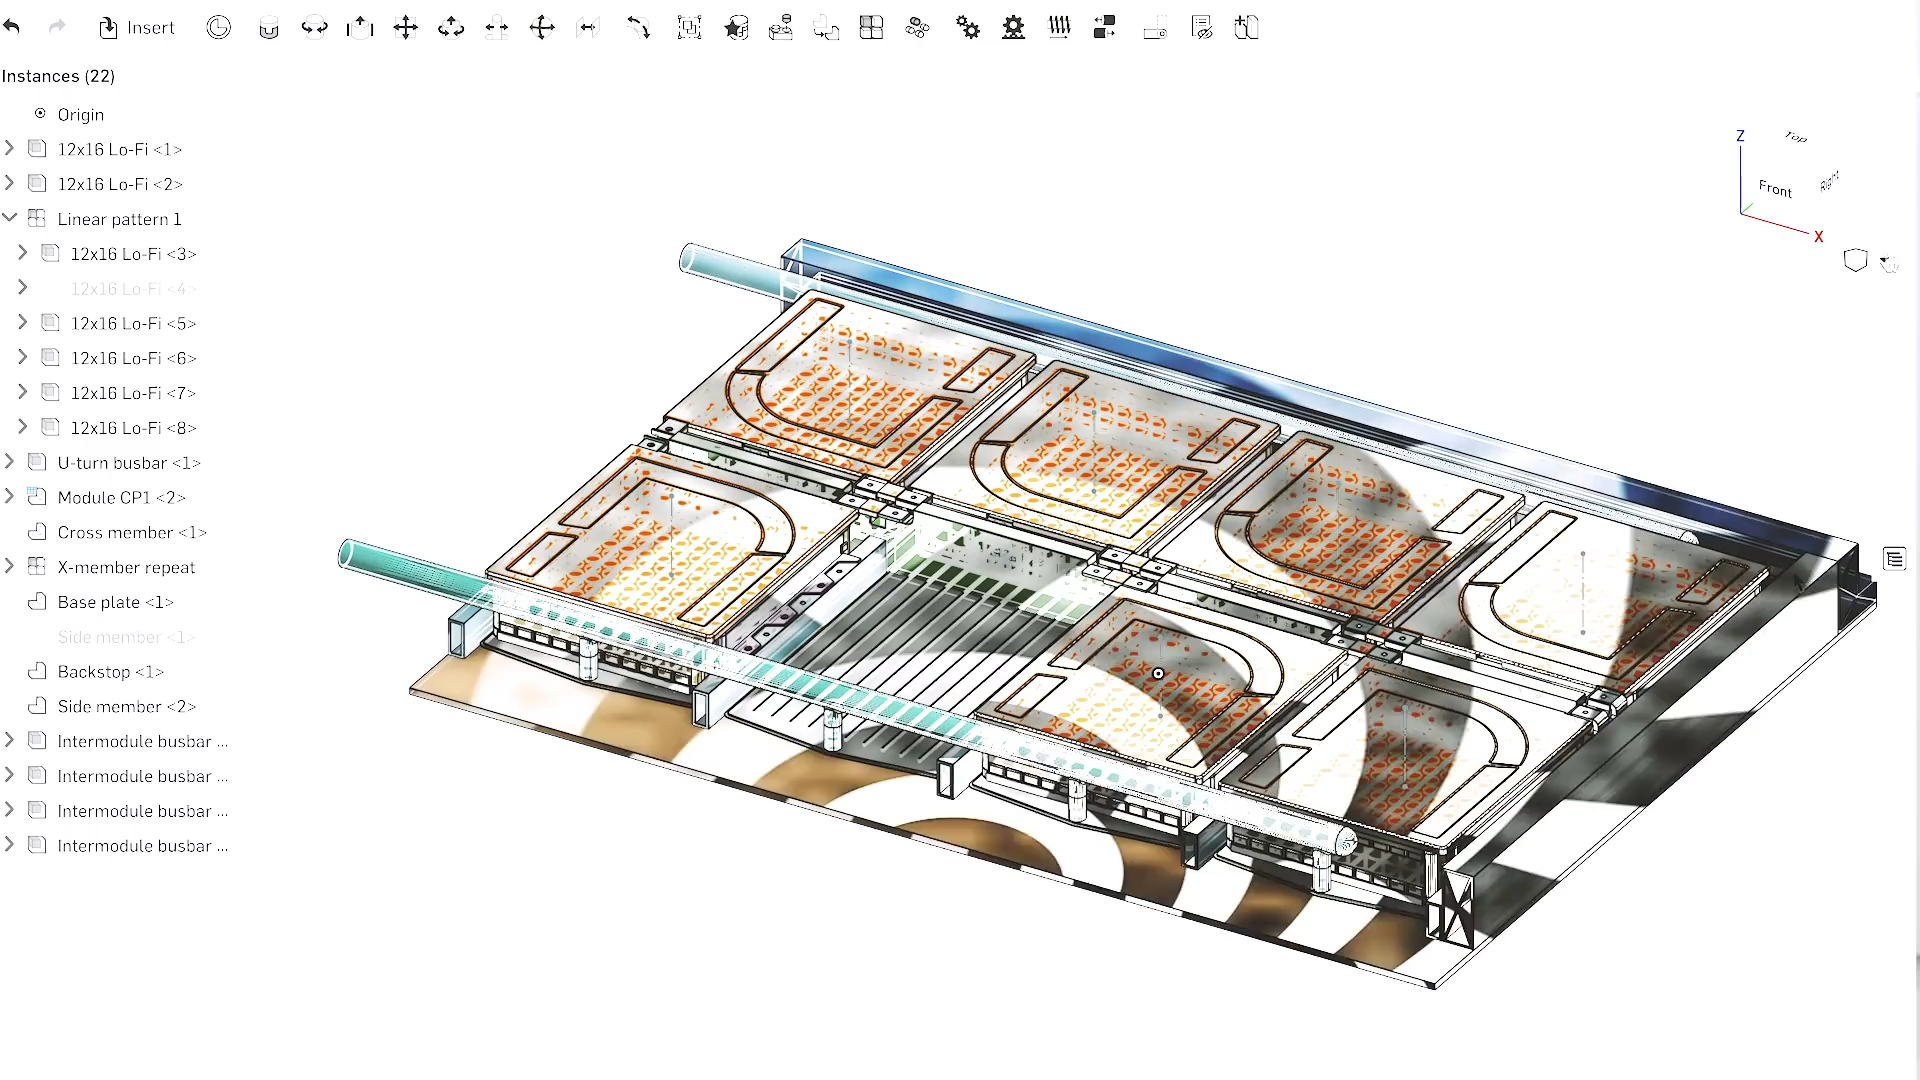 Insert
Instances (22)
Origin
12x16 Lo-Fi <1>
12x16 Lo-Fi <2>
Linear pattern 1
12x16 Lo-Fi <3>
12x16 Lo-Fi <4>
12x16 Lo-Fi <5>
12x16 Lo-Fi <6>
12x16 Lo-Fi <7>
12x16 Lo-Fi <8>
U-turn busbar <1>
Module CP1 <2>
Cross member <1>
X-member repeat
Base plate <1>
Side member <1>
Backstop <1>
Side member <2>
Intermodule busbar ...
Intermodule busbar ...
Intermodule busbar ...
Intermodule busbar ...
Z
Top
Front
Right
X